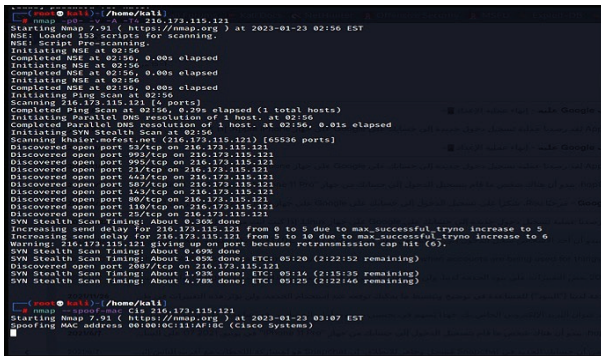 (root💀kali)-[/home/kali]
# nmap -p0- -v -A -T4 216.173.115.121
Starting Nmap 7.91 ( https://nmap.org ) at 2023-01-23 02:56 EST
NSE: Loaded 153 scripts for scanning.
NSE: Script Pre-scanning.
Initiating NSE at 02:56
Completed NSE at 02:56, 0.00s elapsed
Initiating NSE at 02:56
Completed NSE at 02:56, 0.00s elapsed
Initiating NSE at 02:56
Completed NSE at 02:56, 0.00s elapsed
Initiating Ping Scan at 02:56
Scanning 216.173.115.121 [4 ports]
Completed Ping Scan at 02:56, 0.29s elapsed (1 total hosts)
Initiating Parallel DNS resolution of 1 host. at 02:56
Completed Parallel DNS resolution of 1 host. at 02:56, 0.01s elapsed
Initiating SYN Stealth Scan at 02:56
Scanning khaier.mofest.net (216.173.115.121) [65536 ports]
Discovered open port 53/tcp on 216.173.115.121
Discovered open port 993/tcp on 216.173.115.121
Discovered open port 995/tcp on 216.173.115.121
Discovered open port 21/tcp on 216.173.115.121
Discovered open port 443/tcp on 216.173.115.121
Discovered open port 587/tcp on 216.173.115.121
Discovered open port 143/tcp on 216.173.115.121
Discovered open port 80/tcp on 216.173.115.121
Discovered open port 110/tcp on 216.173.115.121
Discovered open port 25/tcp on 216.173.115.121
SYN Stealth Scan Timing: About 0.36% done
Increasing send delay for 216.173.115.121 from 0 to 5 due to max_successful_tryno increase to 5
Increasing send delay for 216.173.115.121 from 5 to 10 due to max_successful_tryno increase to 6
Warning: 216.173.115.121 giving up on port because retransmission cap hit (6).
SYN Stealth Scan Timing: About 0.69% done
SYN Stealth Scan Timing: About 1.05% done; ETC: 05:20 (2:22:52 remaining)
Discovered open port 2087/tcp on 216.173.115.121
SYN Stealth Scan Timing: About 1.93% done; ETC: 05:14 (2:15:35 remaining)
SYN Stealth Scan Timing: About 4.78% done; ETC: 05:25 (2:22:46 remaining)
(root💀kali)-[/home/kali]
# nmap --spoof-mac Cis 216.173.115.121
Starting Nmap 7.91 ( https://nmap.org ) at 2023-01-23 03:07 EST
Spoofing MAC address 00:00:0C:11:AF:8C (Cisco Systems)